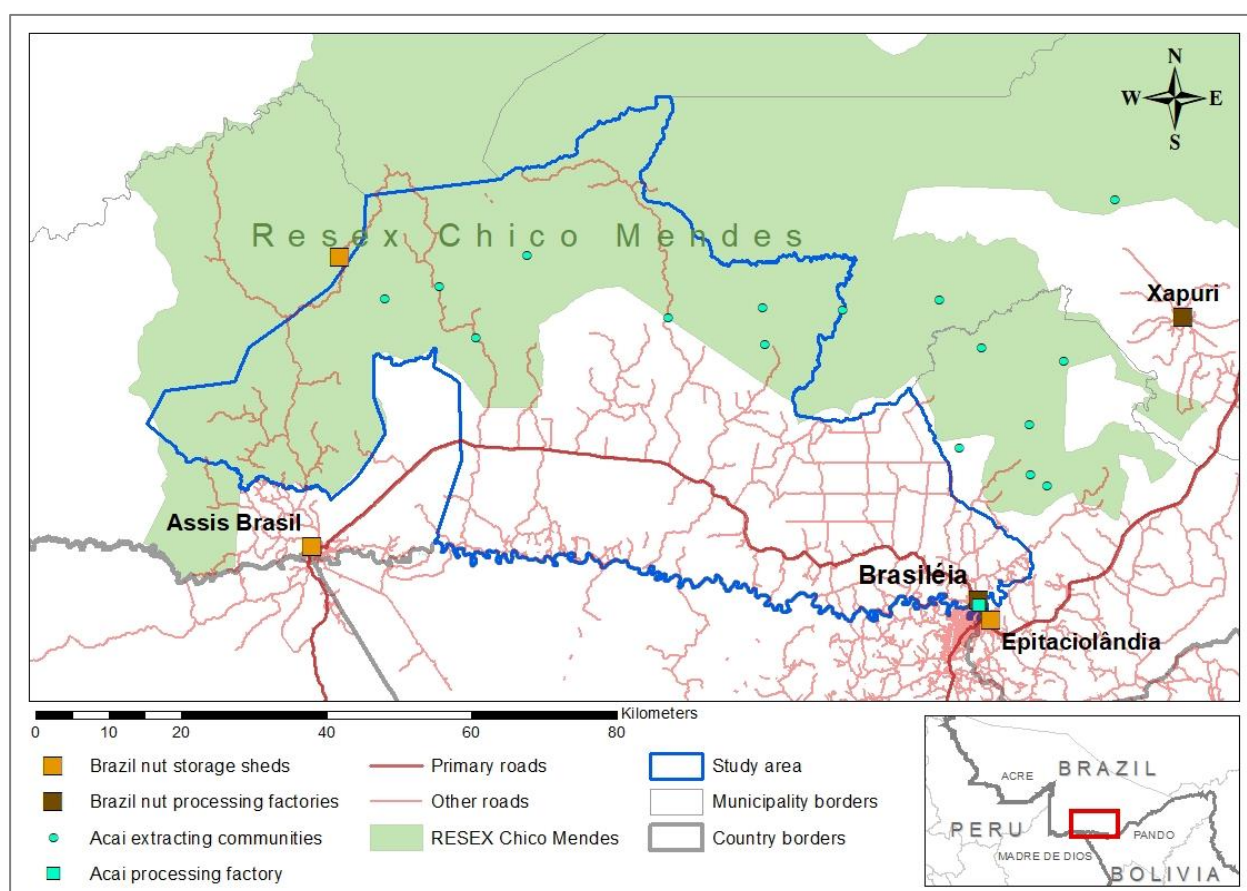 N
W E
S
Resex Chico Mendes
Xapuri
Assis Brasil
Brasiléia
Epitaciolândia
Kilometers
0 10 20 40 60 80
Brazil nut storage sheds
Brazil nut processing factories
Acai extracting communities
Acai processing factory
Primary roads
Other roads
RESEX Chico Mendes
Study area
Municipality borders
Country borders
ACRE
BRAZIL
PERU
PANDO
MADRE DE DIOS
BOLIVIA